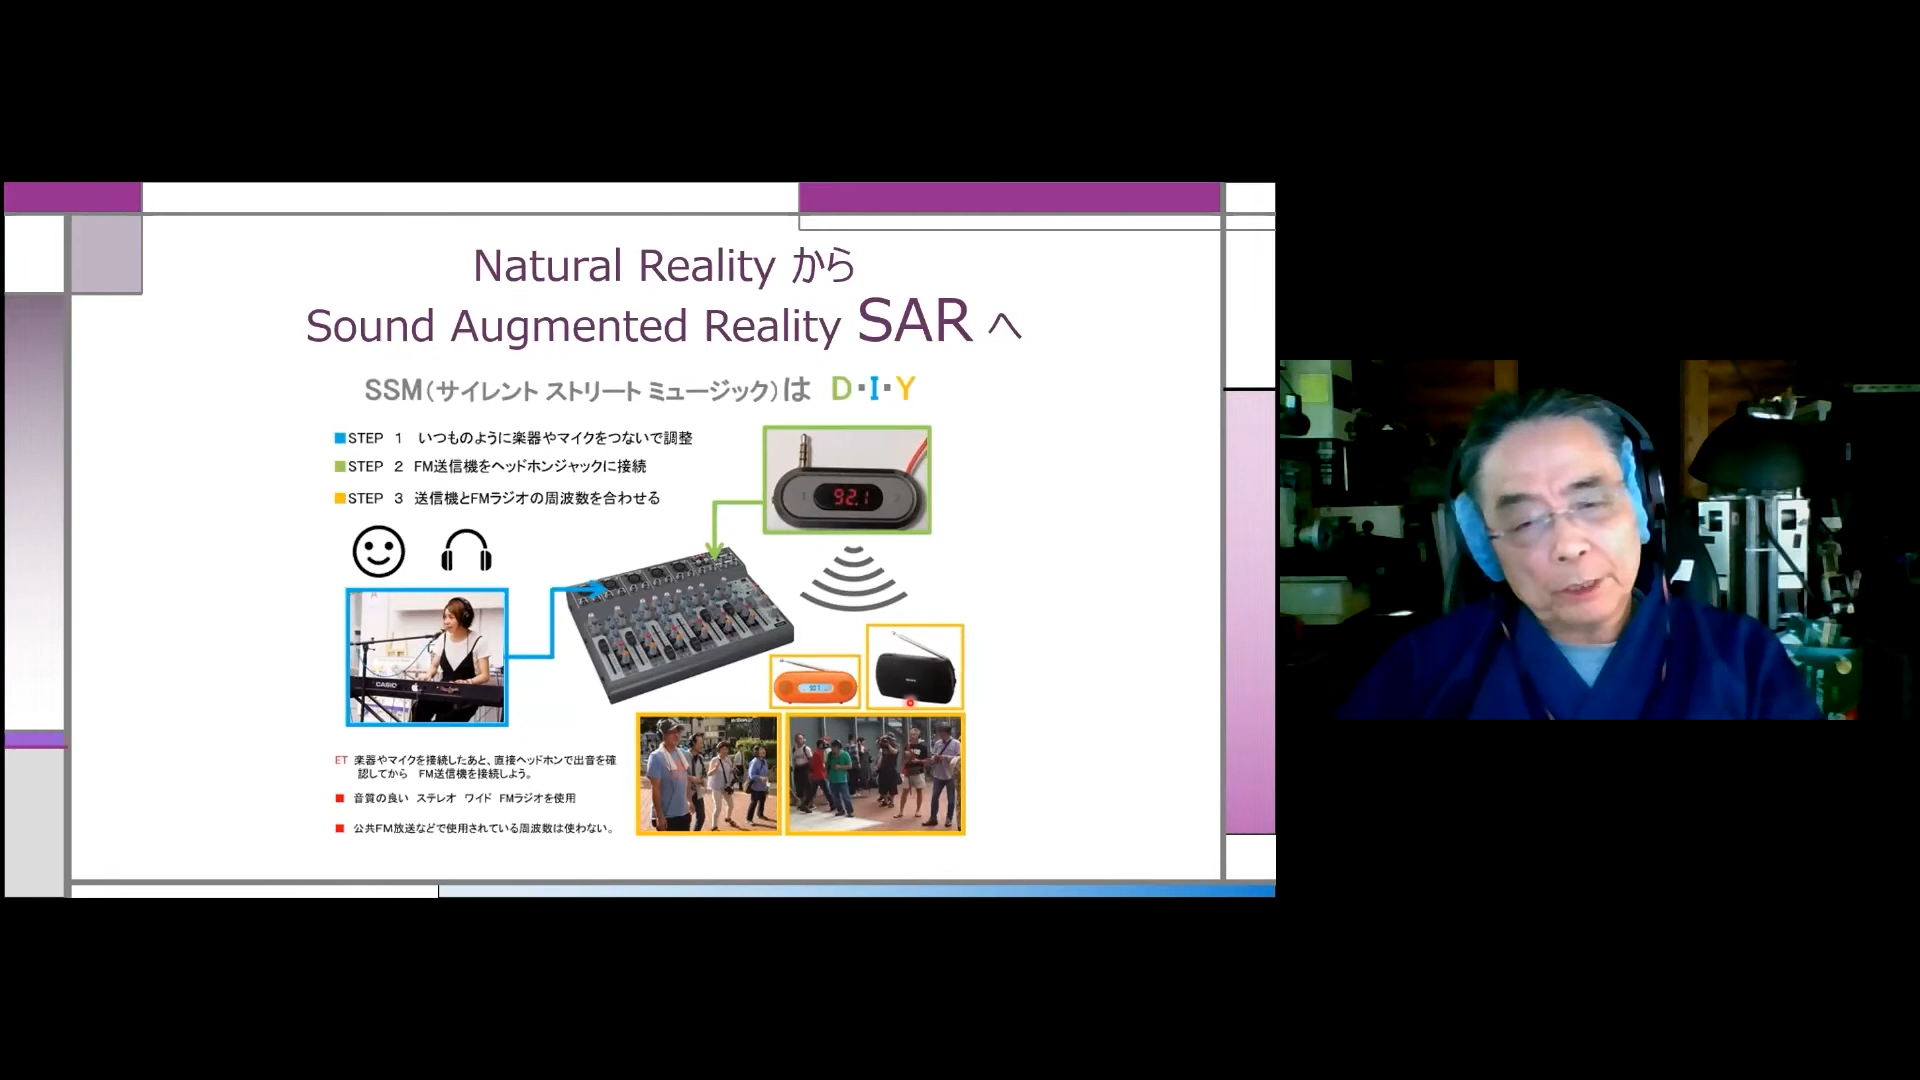 Natural Reality から
Sound Augmented Reality SAR へ
SSM(サイレント ストリート ミュージック)は D・I・Y
STEP 1 いつものように楽器やマイクをつないで調整
STEP 2 FM送信機をヘッドホンジャックに接続
STEP 3 送信機とFMラジオの周波数を合わせる
92.1
CASIO
ET 楽器やマイクを接続したあと、直接ヘッドホンで出音を確
認してから FM送信機を接続しよう。
音質の良い ステレオ ワイド FMラジオを使用
公共FM放送などで使用されている周波数は使わない。